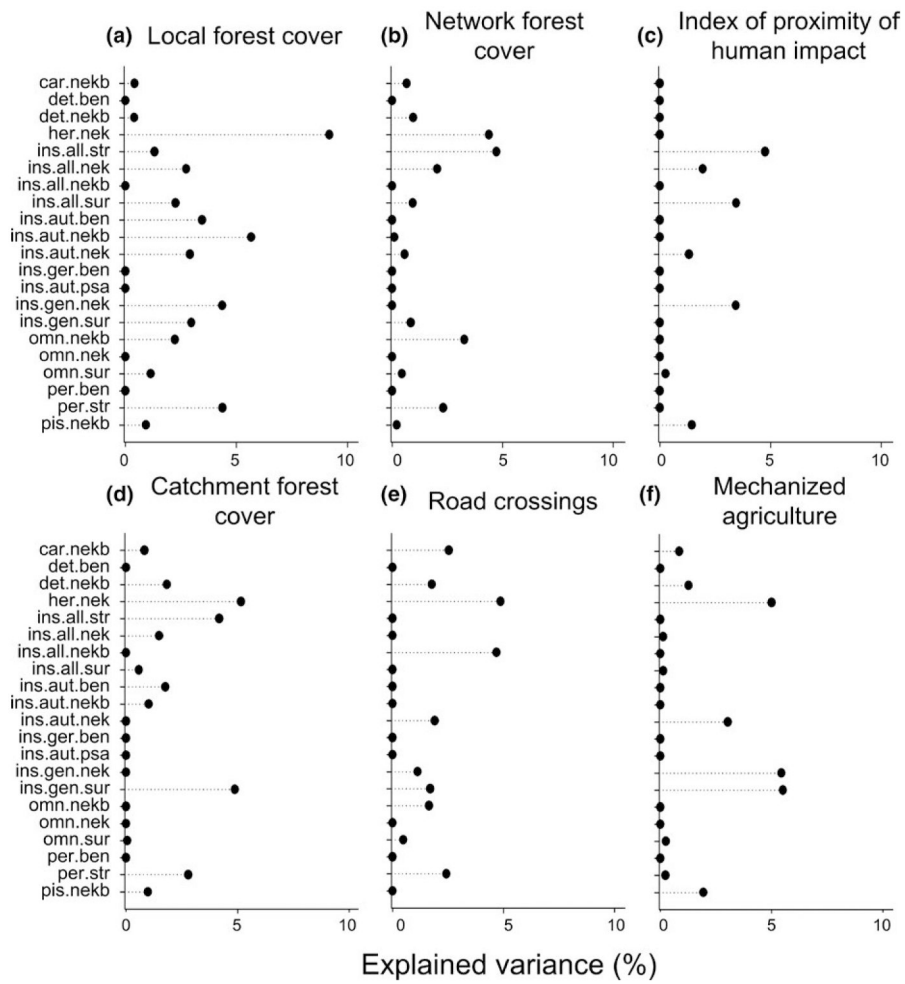 (a) Local forest cover
(b) Network forest
cover
(c) Index of proximity of
human impact
car.nekb
det.ben
det.nekb
her.nek
ins.all.str
ins.all.nek
ins.all.nekb
ins.all.sur
ins.aut.ben
ins.aut.nekb
ins.aut.nek
ins.ger.ben
ins.aut.psa
ins.gen.nek
ins.gen.sur
omn.nekb
omn.nek
omn.sur
per.ben
per.str
pis.nekb
0 5 10
0 5 10
0 5 10
(d) Catchment forest
cover
(e) Road crossings
(f) Mechanized
agriculture
car.nekb
det.ben
det.nekb
her.nek
ins.all.str
ins.all.nek
ins.all.nekb
ins.all.sur
ins.aut.ben
ins.aut.nekb
ins.aut.nek
ins.ger.ben
ins.aut.psa
ins.gen.nek
ins.gen.sur
omn.nekb
omn.nek
omn.sur
per.ben
per.str
pis.nekb
0 5 10
0 5 10
0 5 10
Explained variance (%)